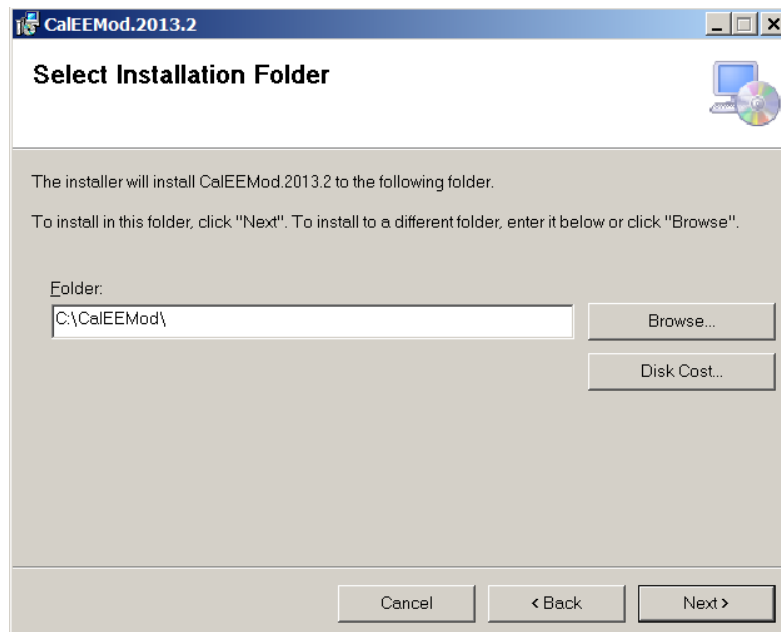 CalEEMod.2013.2
Select Installation Folder
The installer will install CalEEMod.2013.2 to the following folder.
To install in this folder, click "Next". To install to a different folder, enter it below or click "Browse".
Folder:
C:\CalEEMod\
Browse...
Disk Cost...
Cancel
< Back
Next >